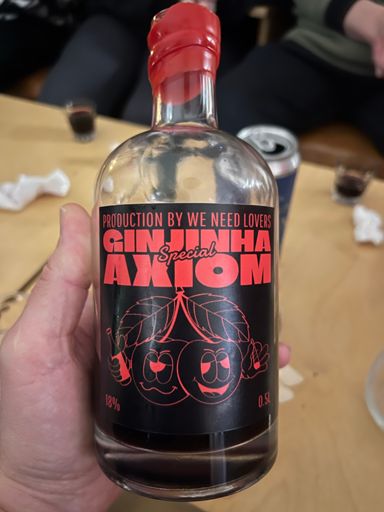 PRODUCTION BY WE NEED LOVERS
GINJINHA
Special
AXIOM
18%
0.5L